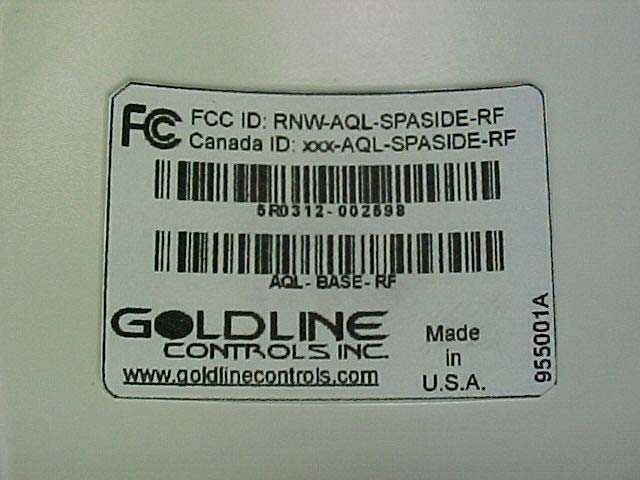 FC FCC ID: RNW-AQL-SPASIDE-RF
Canada ID: xxx-AQL-SPASIDE-RF
5R0312-002598
AQL-BASE-RF
GOLDLINE
CONTROLS INC.
www.goldlinecontrols.com
Made
in
U.S.A.
955001A